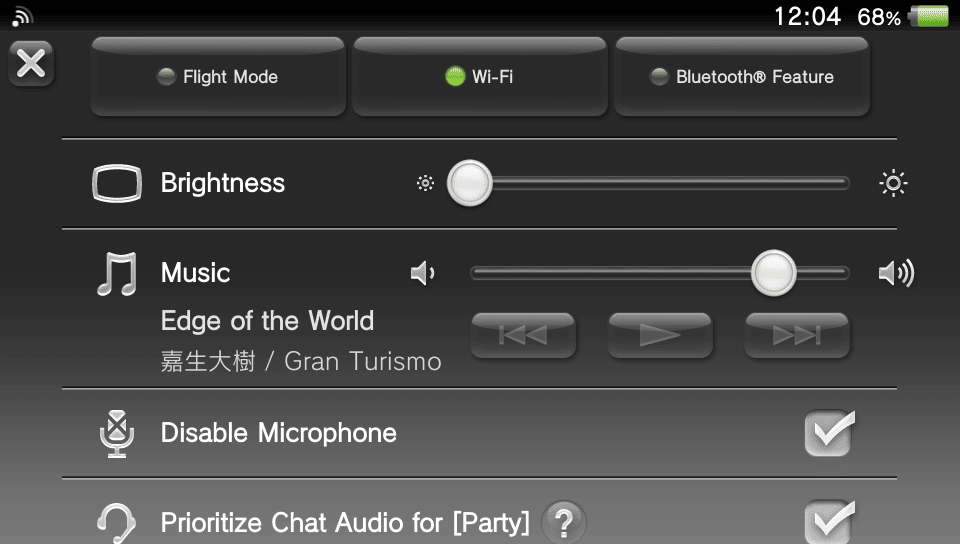 12:04 68%
Flight Mode Wi-Fi Bluetooth® Feature
Brightness
Music
Edge of the World
嘉生大樹 / Gran Turismo
Disable Microphone
Prioritize Chat Audio for [Party] ?